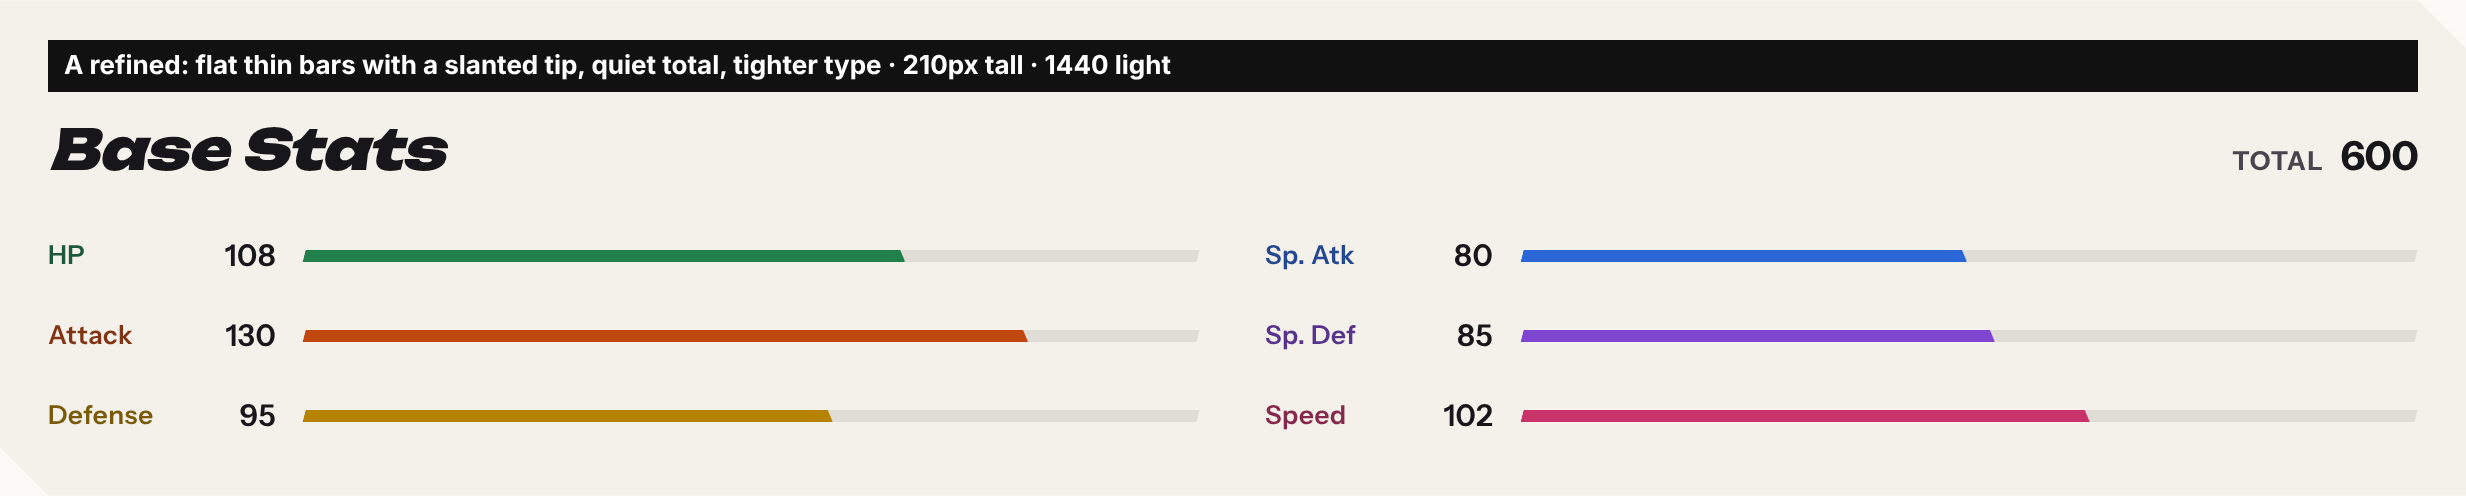 A refined: flat thin bars with a slanted tip, quiet total, tighter type · 210px tall · 1440 light
Base Stats
TOTAL 600
HP 108
Attack 130
Defense 95
Sp. Atk 80
Sp. Def 85
Speed 102